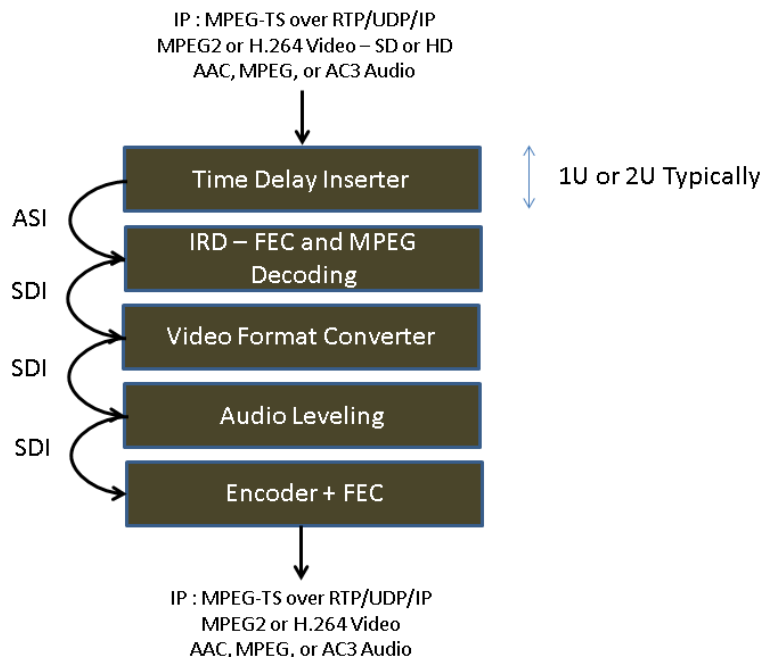 IP : MPEG-TS over RTP/UDP/IP
MPEG2 or H.264 Video – SD or HD
AAC, MPEG, or AC3 Audio
Time Delay Inserter
1U or 2U Typically
ASI
IRD – FEC and MPEG
Decoding
SDI
Video Format Converter
SDI
Audio Leveling
SDI
Encoder + FEC
IP : MPEG-TS over RTP/UDP/IP
MPEG2 or H.264 Video
AAC, MPEG, or AC3 Audio